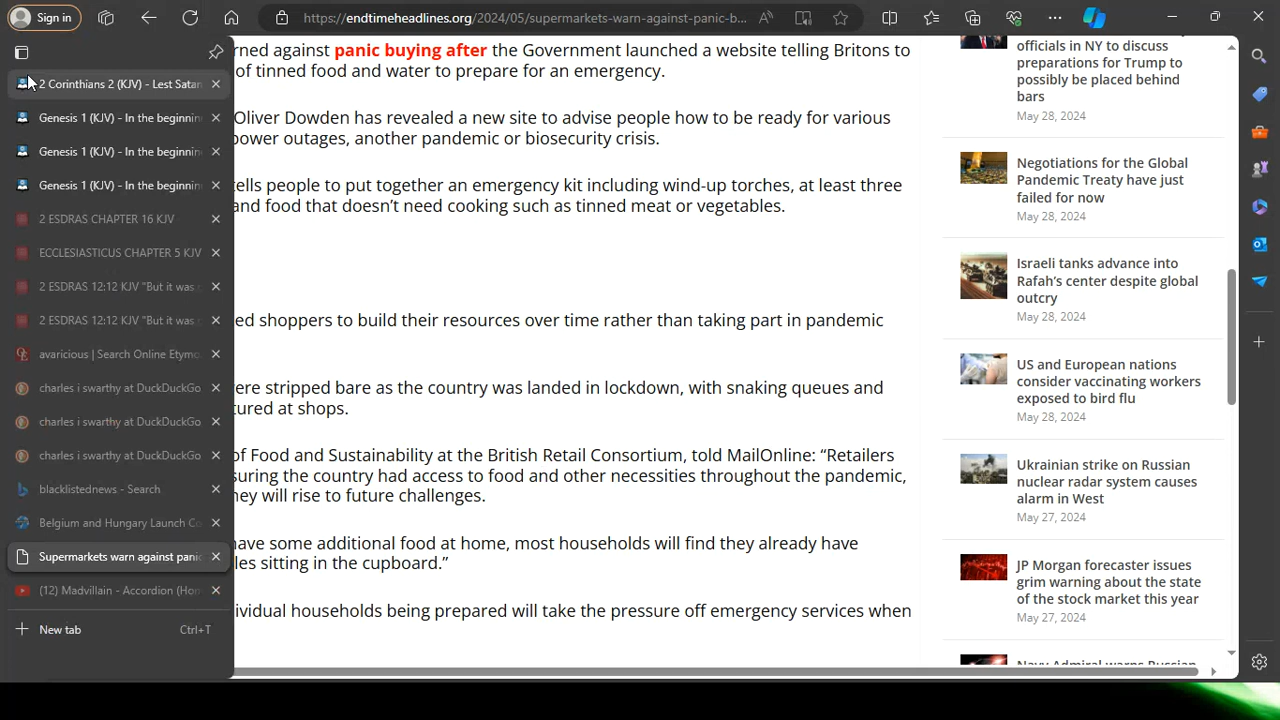 Sign in
https://endtimeheadlines.org/2024/05/supermarkets-warn-against-panic-b...
2 Corinthians 2 (KJV) - Lest Satan
Genesis 1 (KJV) - In the beginnin
Genesis 1 (KJV) - In the beginnin
Genesis 1 (KJV) - In the beginnin
2 ESDRAS CHAPTER 16 KJV
ECCLESIASTICUS CHAPTER 5 KJV
2 ESDRAS 12:12 KJV "But it was
2 ESDRAS 12:12 KJV "But it was
avaricious | Search Online Etymo
charles i swarthy at DuckDuckGo
charles i swarthy at DuckDuckGo
charles i swarthy at DuckDuckGo
blacklistednews - Search
Belgium and Hungary Launch Co
Supermarkets warn against panic
(12) Madvillain - Accordion (Hom
New tab Ctrl+T
rned against panic buying after the Government launched a website telling Britons to
of tinned food and water to prepare for an emergency.
Oliver Dowden has revealed a new site to advise people how to be ready for various
power outages, another pandemic or biosecurity crisis.
tells people to put together an emergency kit including wind-up torches, at least three
and food that doesn't need cooking such as tinned meat or vegetables.
ed shoppers to build their resources over time rather than taking part in pandemic
ere stripped bare as the country was landed in lockdown, with snaking queues and
tured at shops.
of Food and Sustainability at the British Retail Consortium, told MailOnline: “Retailers
suring the country had access to food and other necessities throughout the pandemic,
hey will rise to future challenges.
have some additional food at home, most households will find they already have
les sitting in the cupboard.”
ividual households being prepared will take the pressure off emergency services when
officials in NY to discuss
preparations for Trump to
possibly be placed behind
bars
May 28, 2024
Negotiations for the Global
Pandemic Treaty have just
failed for now
May 28, 2024
Israeli tanks advance into
Rafah's center despite global
outcry
May 28, 2024
US and European nations
consider vaccinating workers
exposed to bird flu
May 28, 2024
Ukrainian strike on Russian
nuclear radar system causes
alarm in West
May 27, 2024
JP Morgan forecaster issues
grim warning about the state
of the stock market this year
May 27, 2024
Navy Admiral warns Russian